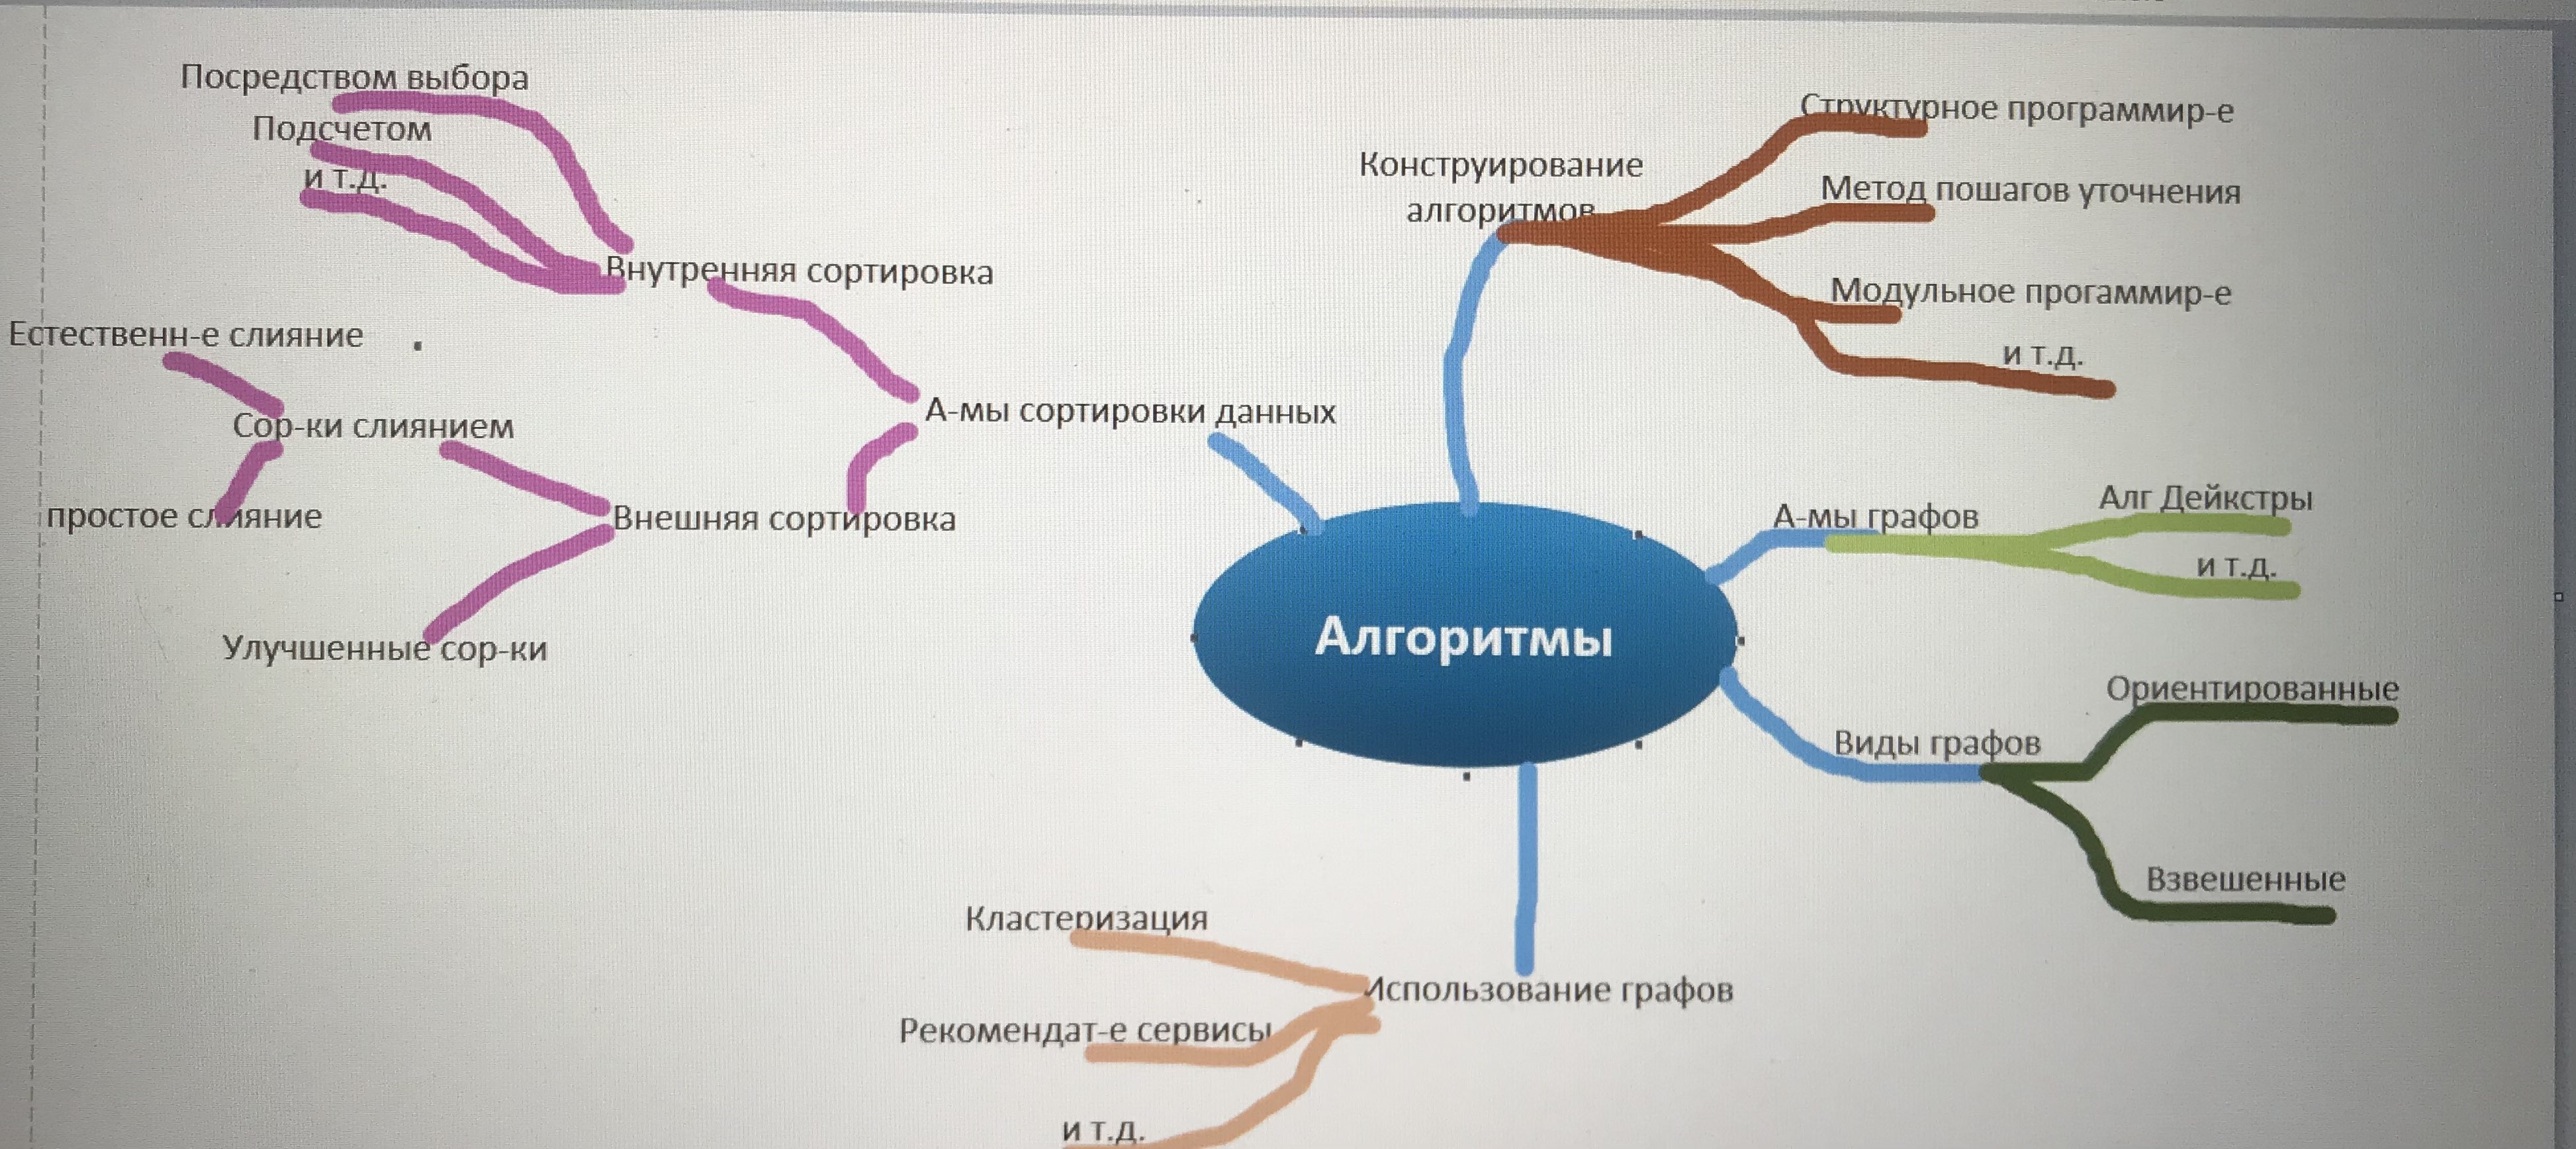 Посредством выбора
Подсчетом
и т.д.
Внутренняя сортировка
Естественн-е слияние
Сор-ки слиянием
простое слияние
Внешняя сортировка
Улучшенные сор-ки
А-мы сортировки данных
Конструирование
алгоритмов
Структурное программир-е
Метод пошагов уточнения
Модульное прогаммир-е
и т.д.
А-мы графов
Алг Дейкстры
и т.д.
Алгоритмы
Виды графов
Ориентированные
Взвешенные
Использование графов
Кластеризация
Рекомендат-е сервисы
и т.д.